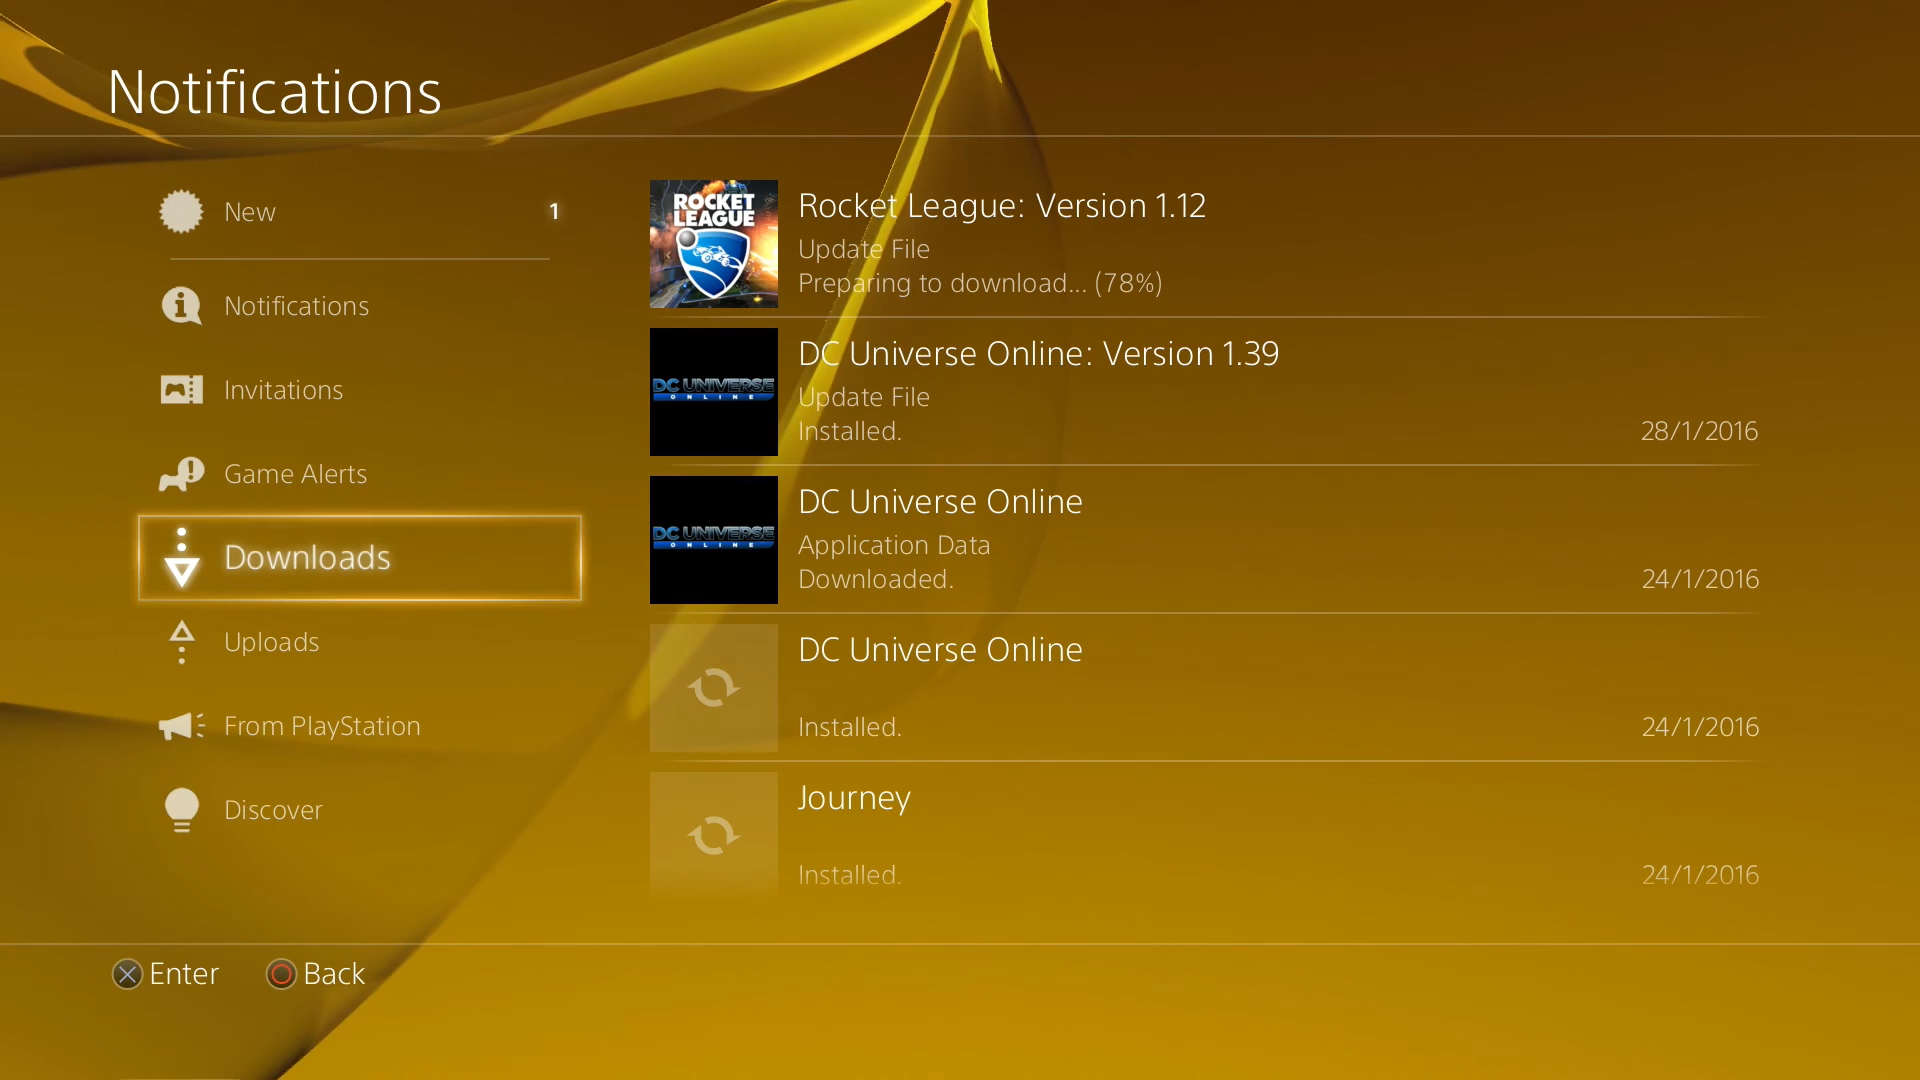 Notifications
New 1
Notifications
Invitations
Game Alerts
Downloads
Uploads
From PlayStation
Discover
ROCKET
LEAGUE
Rocket League: Version 1.12
Update File
Preparing to download... (78%)
DC UNIVERSE
ONLINE
DC Universe Online: Version 1.39
Update File
Installed. 28/1/2016
DC UNIVERSE
ONLINE
DC Universe Online
Application Data
Downloaded. 24/1/2016
DC Universe Online
Installed. 24/1/2016
Journey
Installed. 24/1/2016
Enter Back